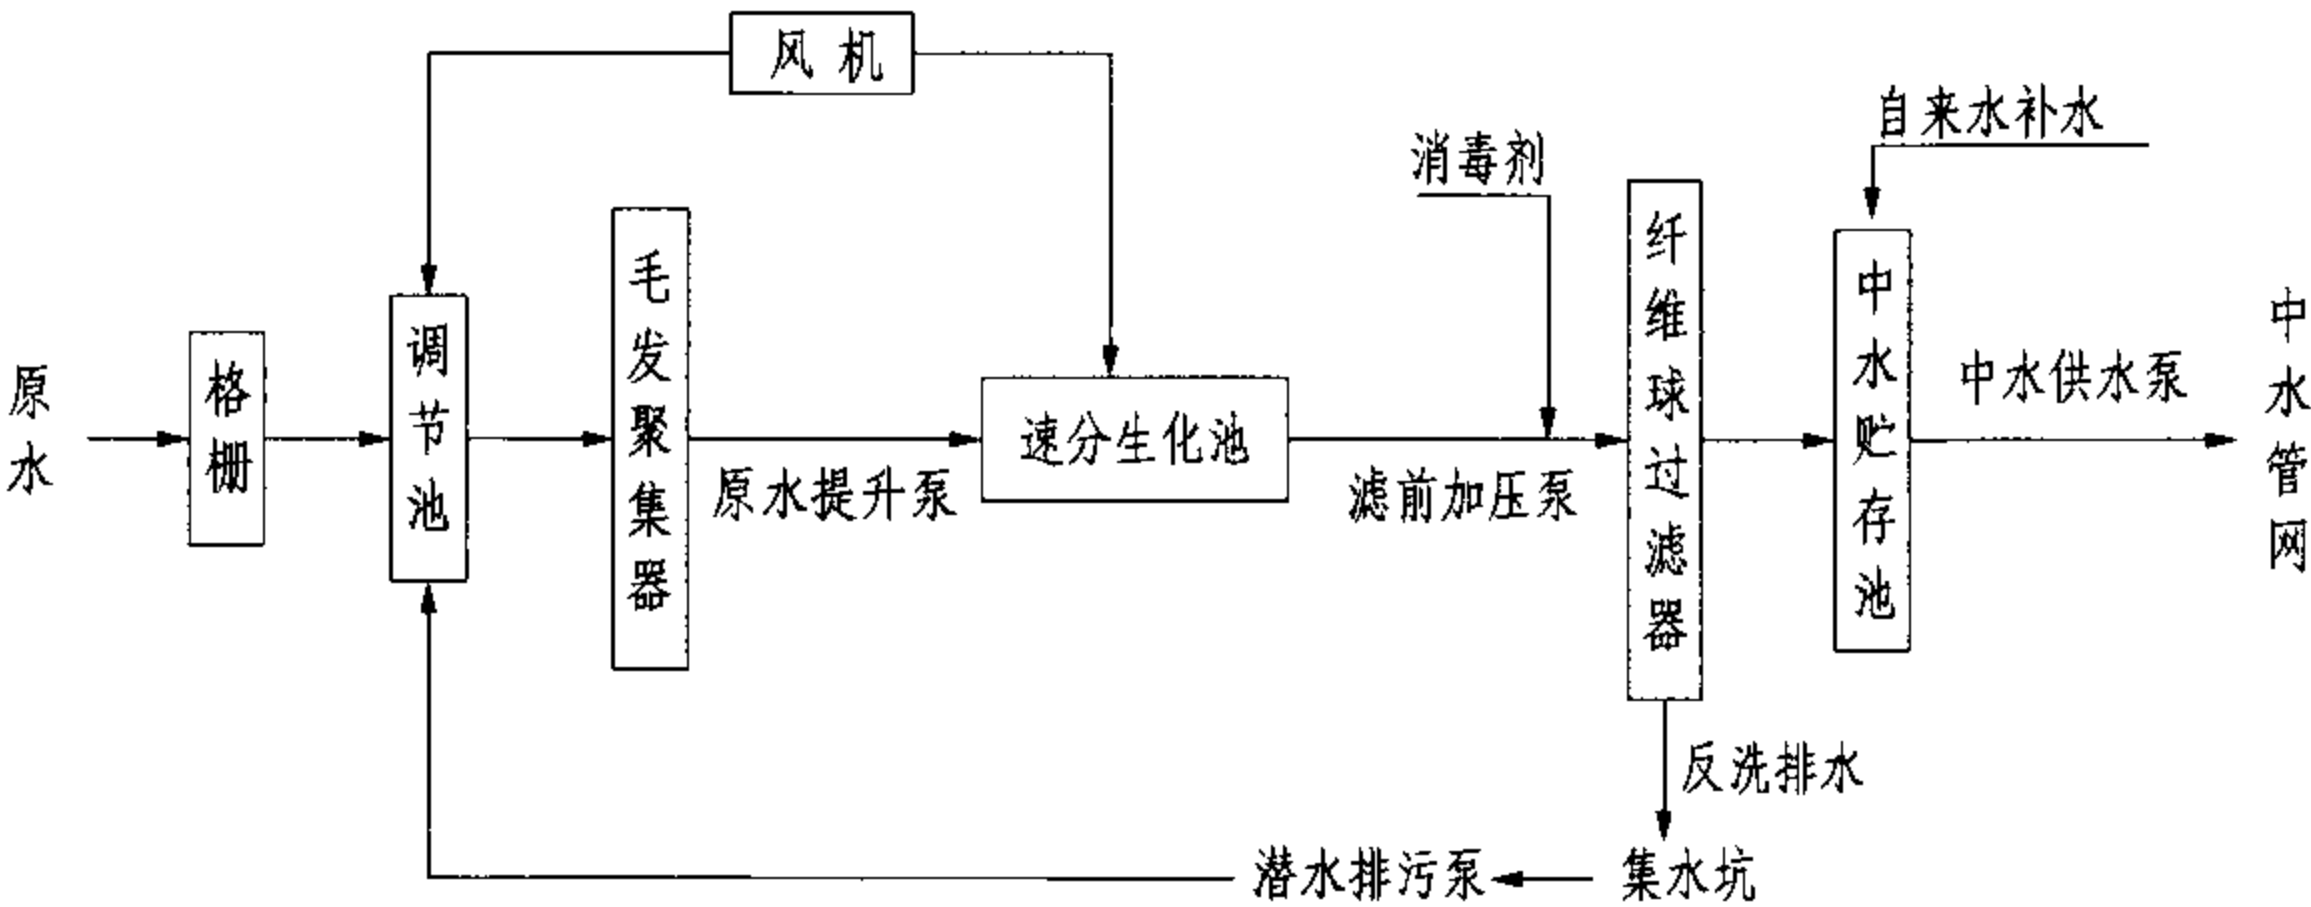 风机
自来水补水
消毒剂
原水
格栅
调节池
毛发聚集器
原水提升泵
速分生化池
滤前加压泵
纤维球过滤器
中水贮存池
中水供水泵
中水管网
反洗排水
潜水排污泵
集水坑